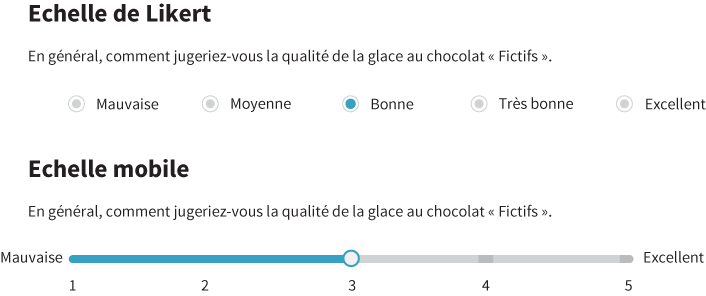 Echelle de Likert
En général, comment jugeriez-vous la qualité de la glace au chocolat « Fictifs ».
Mauvaise Moyenne Bonne Très bonne Excellent
Echelle mobile
En général, comment jugeriez-vous la qualité de la glace au chocolat « Fictifs ».
Mauvaise Excellent
1 2 3 4 5